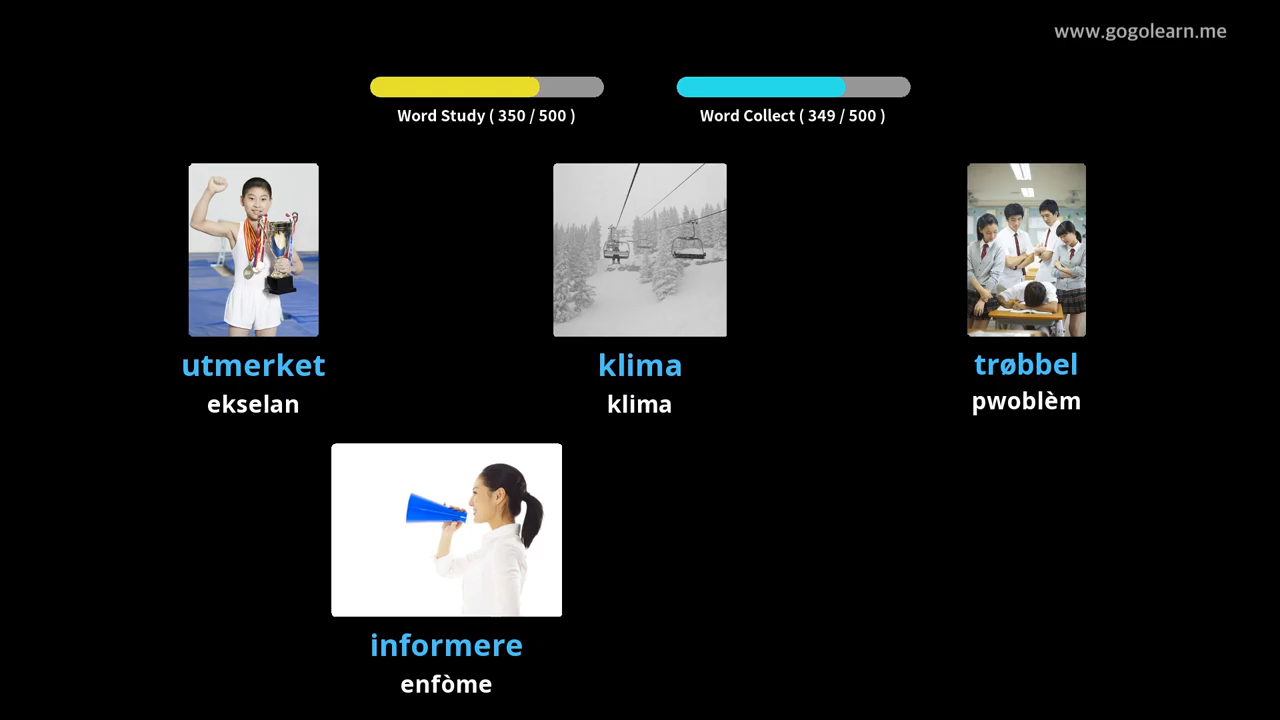 www.gogolearn.me
Word Study ( 350 / 500 )
Word Collect ( 349 / 500 )
utmerket
ekselan
klima
klima
trøbbel
pwoblèm
informere
enfòme